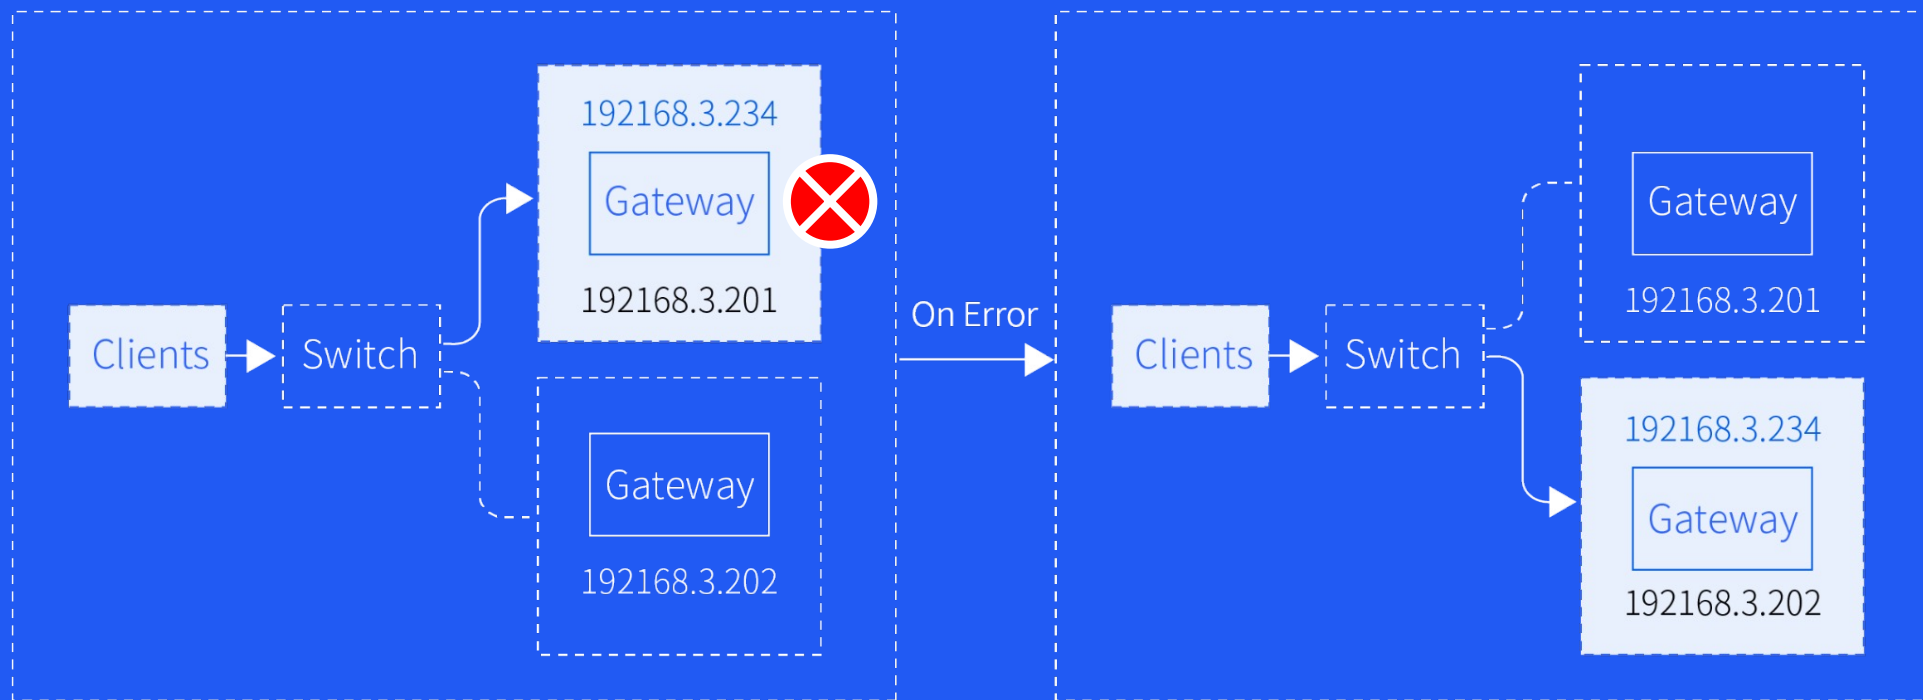 192168.3.234
Gateway
192168.3.201
Clients
Switch
Gateway
192168.3.202
On Error
Gateway
192168.3.201
Clients
Switch
192168.3.234
Gateway
192168.3.202